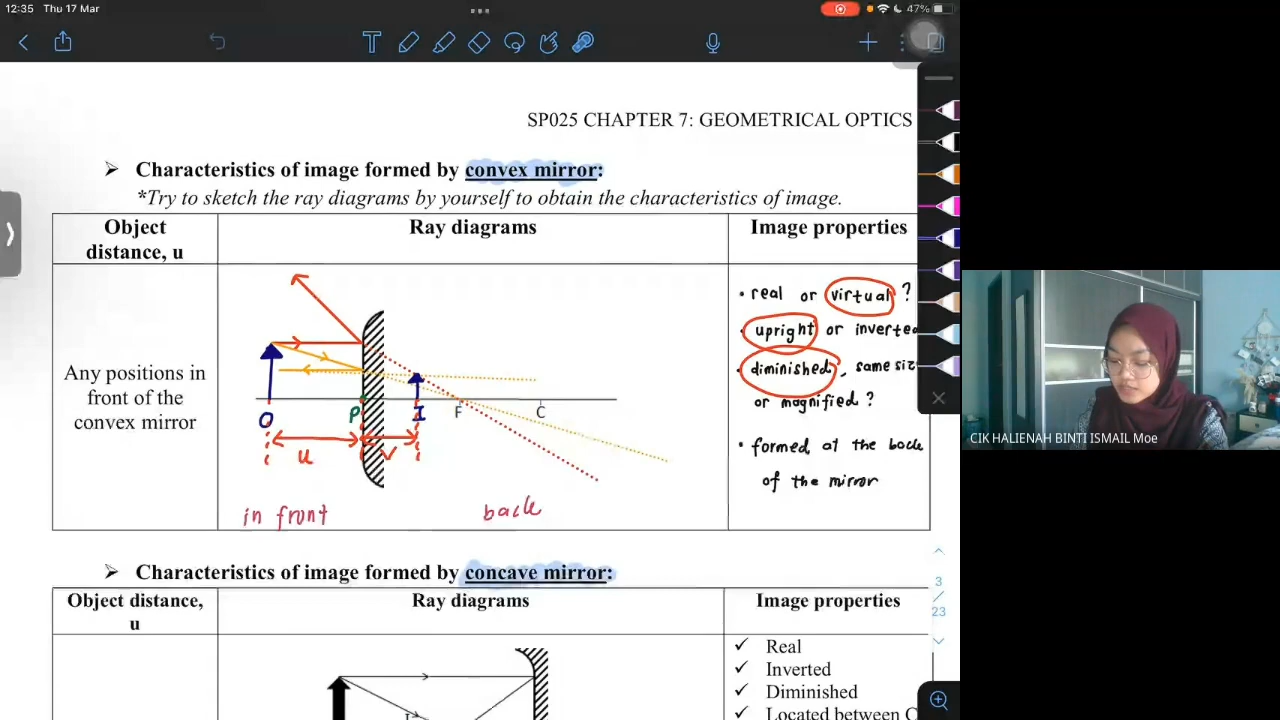 12:35 Thu 17 Mar
47%
SP025 CHAPTER 7: GEOMETRICAL OPTICS
➢ Characteristics of image formed by convex mirror:
*Try to sketch the ray diagrams by yourself to obtain the characteristics of image.
Object distance, u
Ray diagrams
Image properties
Any positions in
front of the
convex mirror
O
P
I
F
C
u
v
in front
back
• real or virtual ?
• upright or inverted
• diminished, same size
or magnified ?
• formed at the back
of the mirror
CIK HALIENAH BINTI ISMAIL Moe
➢ Characteristics of image formed by concave mirror:
Object distance,
u
Ray diagrams
Image properties
✓ Real
✓ Inverted
✓ Diminished
✓ Located between C
3
/
23